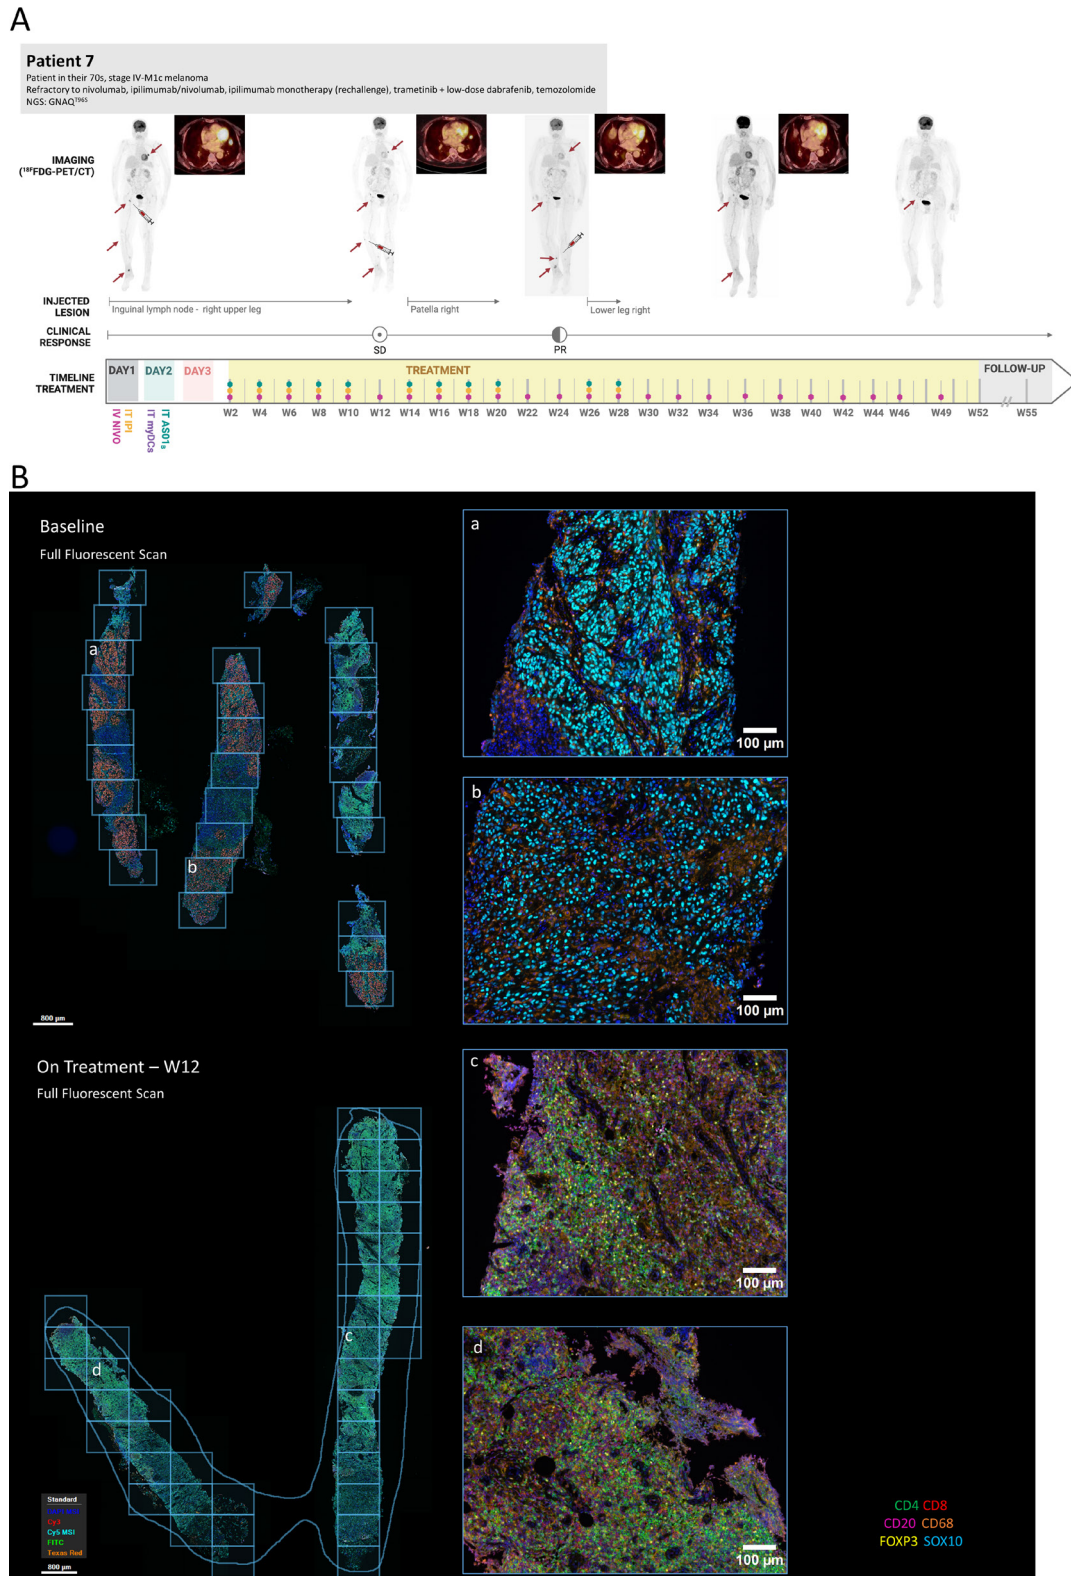 A
Patient 7
Patient in their 70s, stage IV-M1c melanoma
Refractory to nivolumab, ipilimumab/nivolumab, ipilimumab monotherapy (rechallenge), trametinib + low-dose dabrafenib, temozolomide
NGS: GNAQT96S
IMAGING
(18FFDG-PET/CT)
INJECTED
LESION
Inguinal lymph node - right upper leg
Patella right
Lower leg right
CLINICAL
RESPONSE
SD
PR
TIMELINE
TREATMENT
DAY1
DAY2
DAY3
TREATMENT
FOLLOW-UP
W2 W4 W6 W8 W10 W12 W14 W16 W18 W20 W22 W24 W26 W28 W30 W32 W34 W36 W38 W40 W42 W44 W46 W49 W52 W55
IV NIVO
IT IPI
IT myDCs
IT AS01B
B
Baseline
Full Fluorescent Scan
a
b
800 µm
a
100 µm
b
100 µm
On Treatment – W12
Full Fluorescent Scan
c
d
Standard
Cy3
Cy5 MSI
FITC
Texas Red
800 µm
c
100 µm
d
100 µm
CD4 CD8
CD20 CD68
FOXP3 SOX10